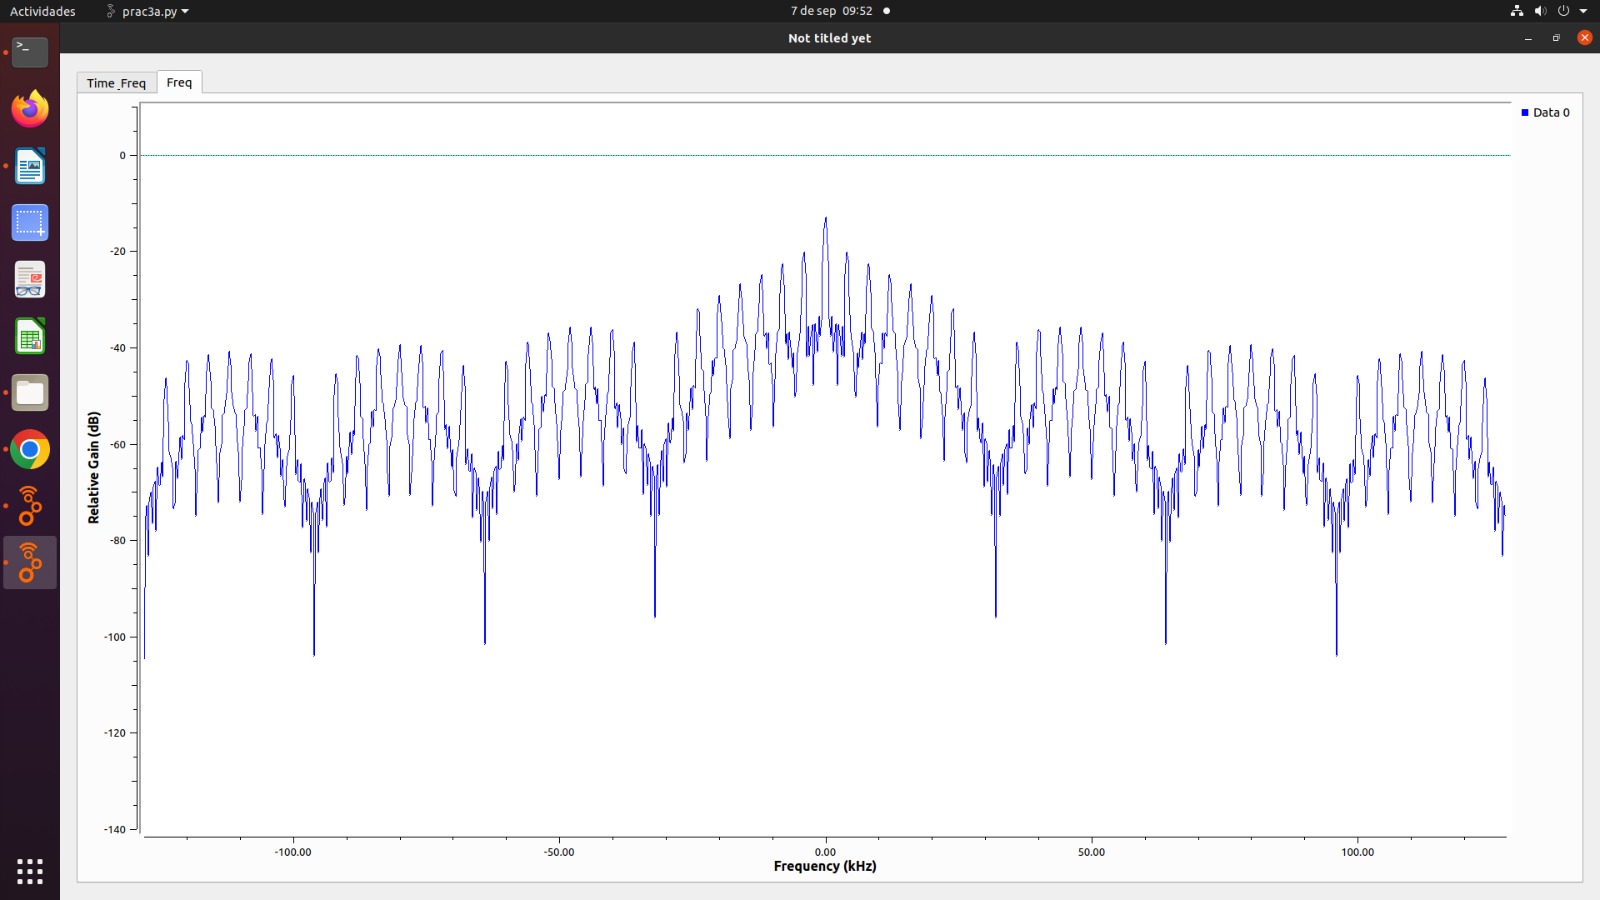 Actividades
prac3a.py
7 de sep 09:52
Not titled yet
Time_Freq
Freq
Data 0
0
-20
-40
-60
-80
-100
-120
-140
Relative Gain (dB)
-100.00
-50.00
0.00
50.00
100.00
Frequency (kHz)